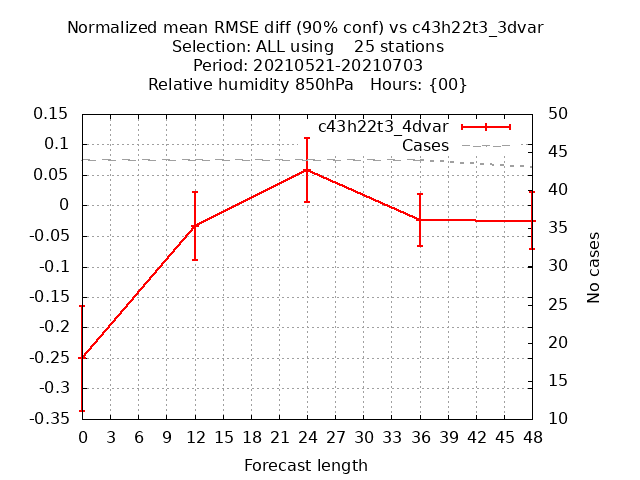 Normalized mean RMSE diff (90% conf) vs c43h22t3_3dvar
Selection: ALL using    25 stations
Period: 20210521-20210703
Relative humidity 850hPa   Hours: {00}
c43h22t3_4dvar
Cases
0.15
0.1
0.05
0
-0.05
-0.1
-0.15
-0.2
-0.25
-0.3
-0.35
50
45
40
35
30
25
20
15
10
No cases
0 3 6 9 12 15 18 21 24 27 30 33 36 39 42 45 48
Forecast length